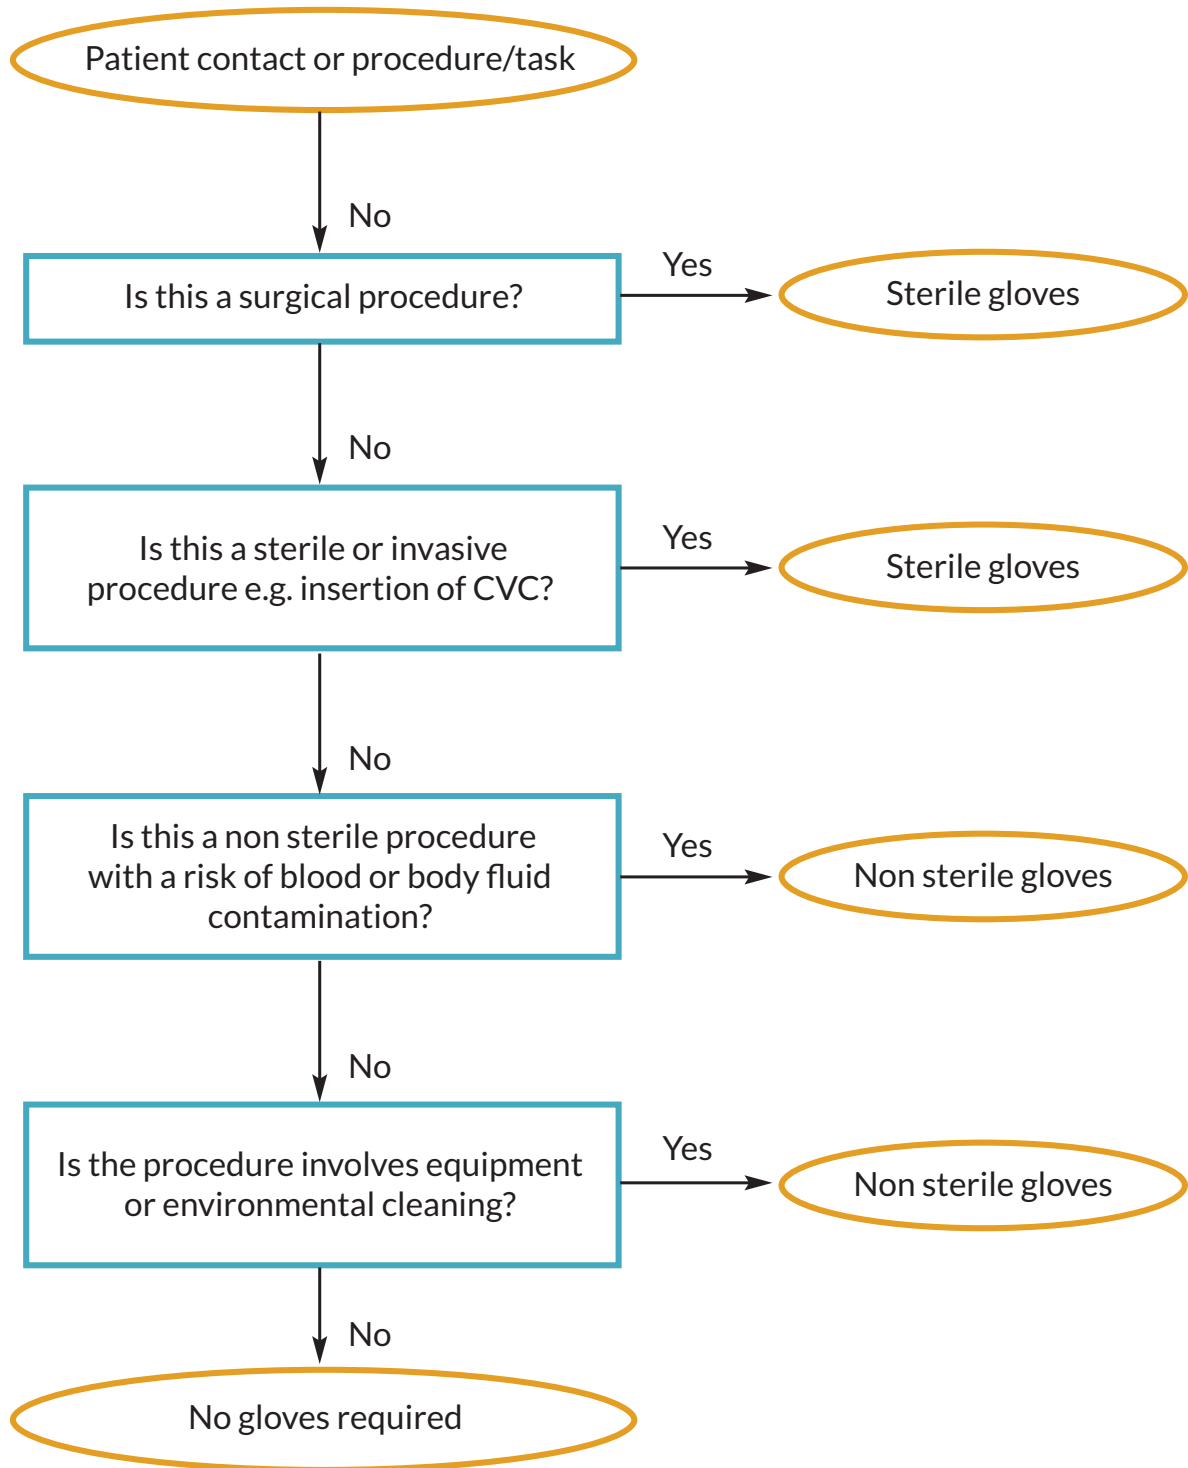 Patient contact or procedure/task
No
Is this a surgical procedure?
Yes
Sterile gloves
No
Is this a sterile or invasive
procedure e.g. insertion of CVC?
Yes
Sterile gloves
No
Is this a non sterile procedure
with a risk of blood or body fluid
contamination?
Yes
Non sterile gloves
No
Is the procedure involves equipment
or environmental cleaning?
Yes
Non sterile gloves
No
No gloves required